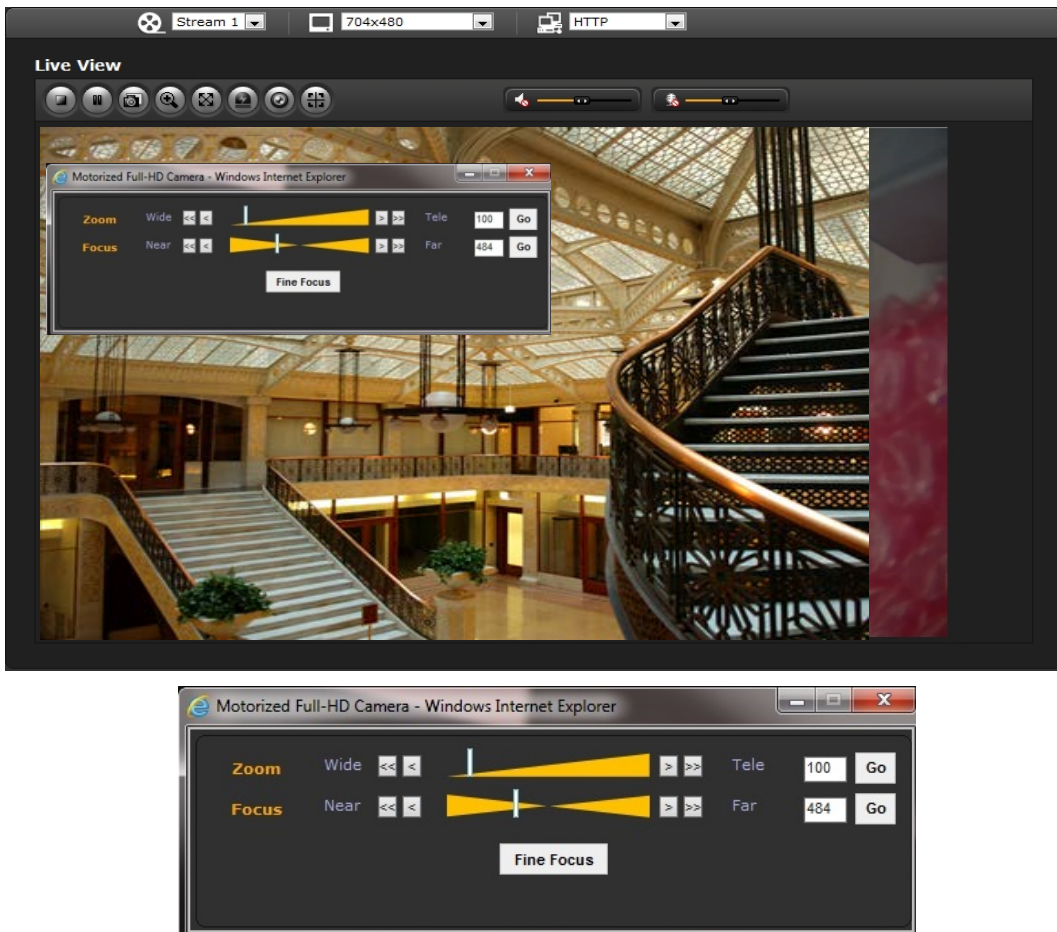 Stream 1 704x480 HTTP
Live View
Motorized Full-HD Camera - Windows Internet Explorer
Zoom Wide << < > >> Tele 100 Go
Focus Near << < > >> Far 484 Go
Fine Focus
Motorized Full-HD Camera - Windows Internet Explorer
Zoom Wide << < > >> Tele 100 Go
Focus Near << < > >> Far 484 Go
Fine Focus